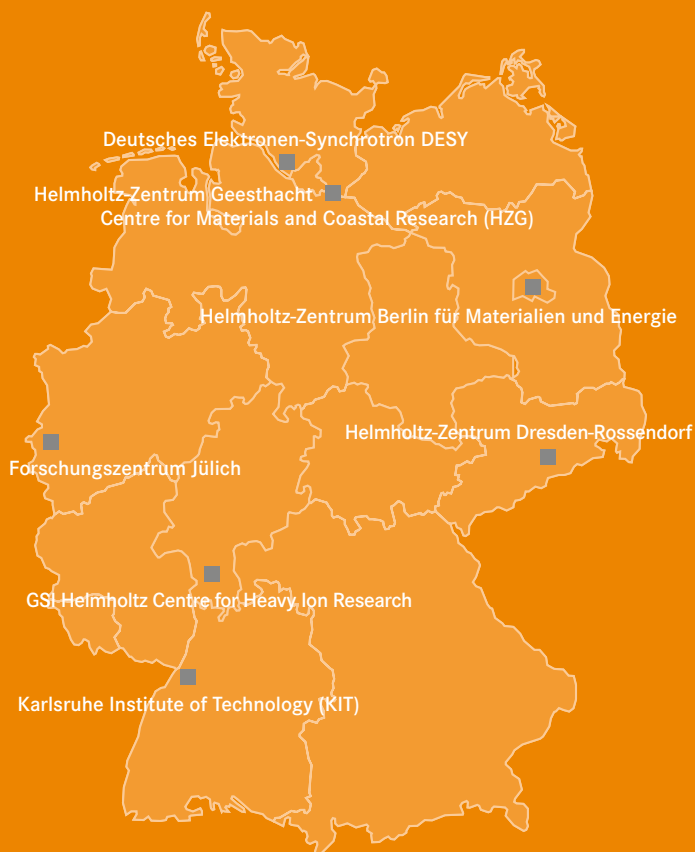 Deutsches Elektronen-Synchrotron DESY
Helmholtz-Zentrum Geesthacht
Centre for Materials and Coastal Research (HZG)
Helmholtz-Zentrum Berlin für Materialien und Energie
Helmholtz-Zentrum Dresden-Rossendorf
Forschungszentrum Jülich
GSI Helmholtz Centre for Heavy Ion Research
Karlsruhe Institute of Technology (KIT)